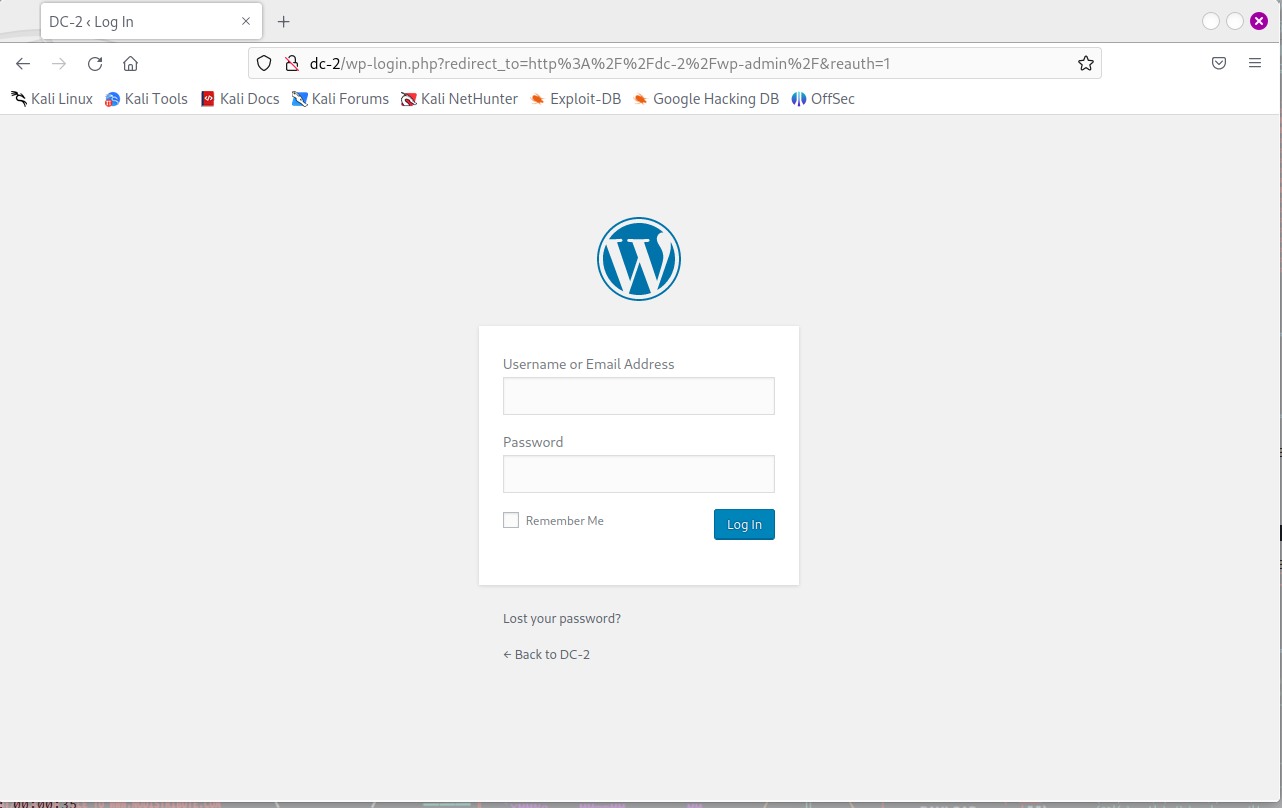 DC-2 ‹ Log In
dc-2/wp-login.php?redirect_to=http%3A%2F%2Fdc-2%2Fwp-admin%2F&reauth=1
Kali Linux Kali Tools Kali Docs Kali Forums Kali NetHunter Exploit-DB Google Hacking DB OffSec
Username or Email Address
Password
Remember Me Log In
Lost your password?
← Back to DC-2
00:00:35